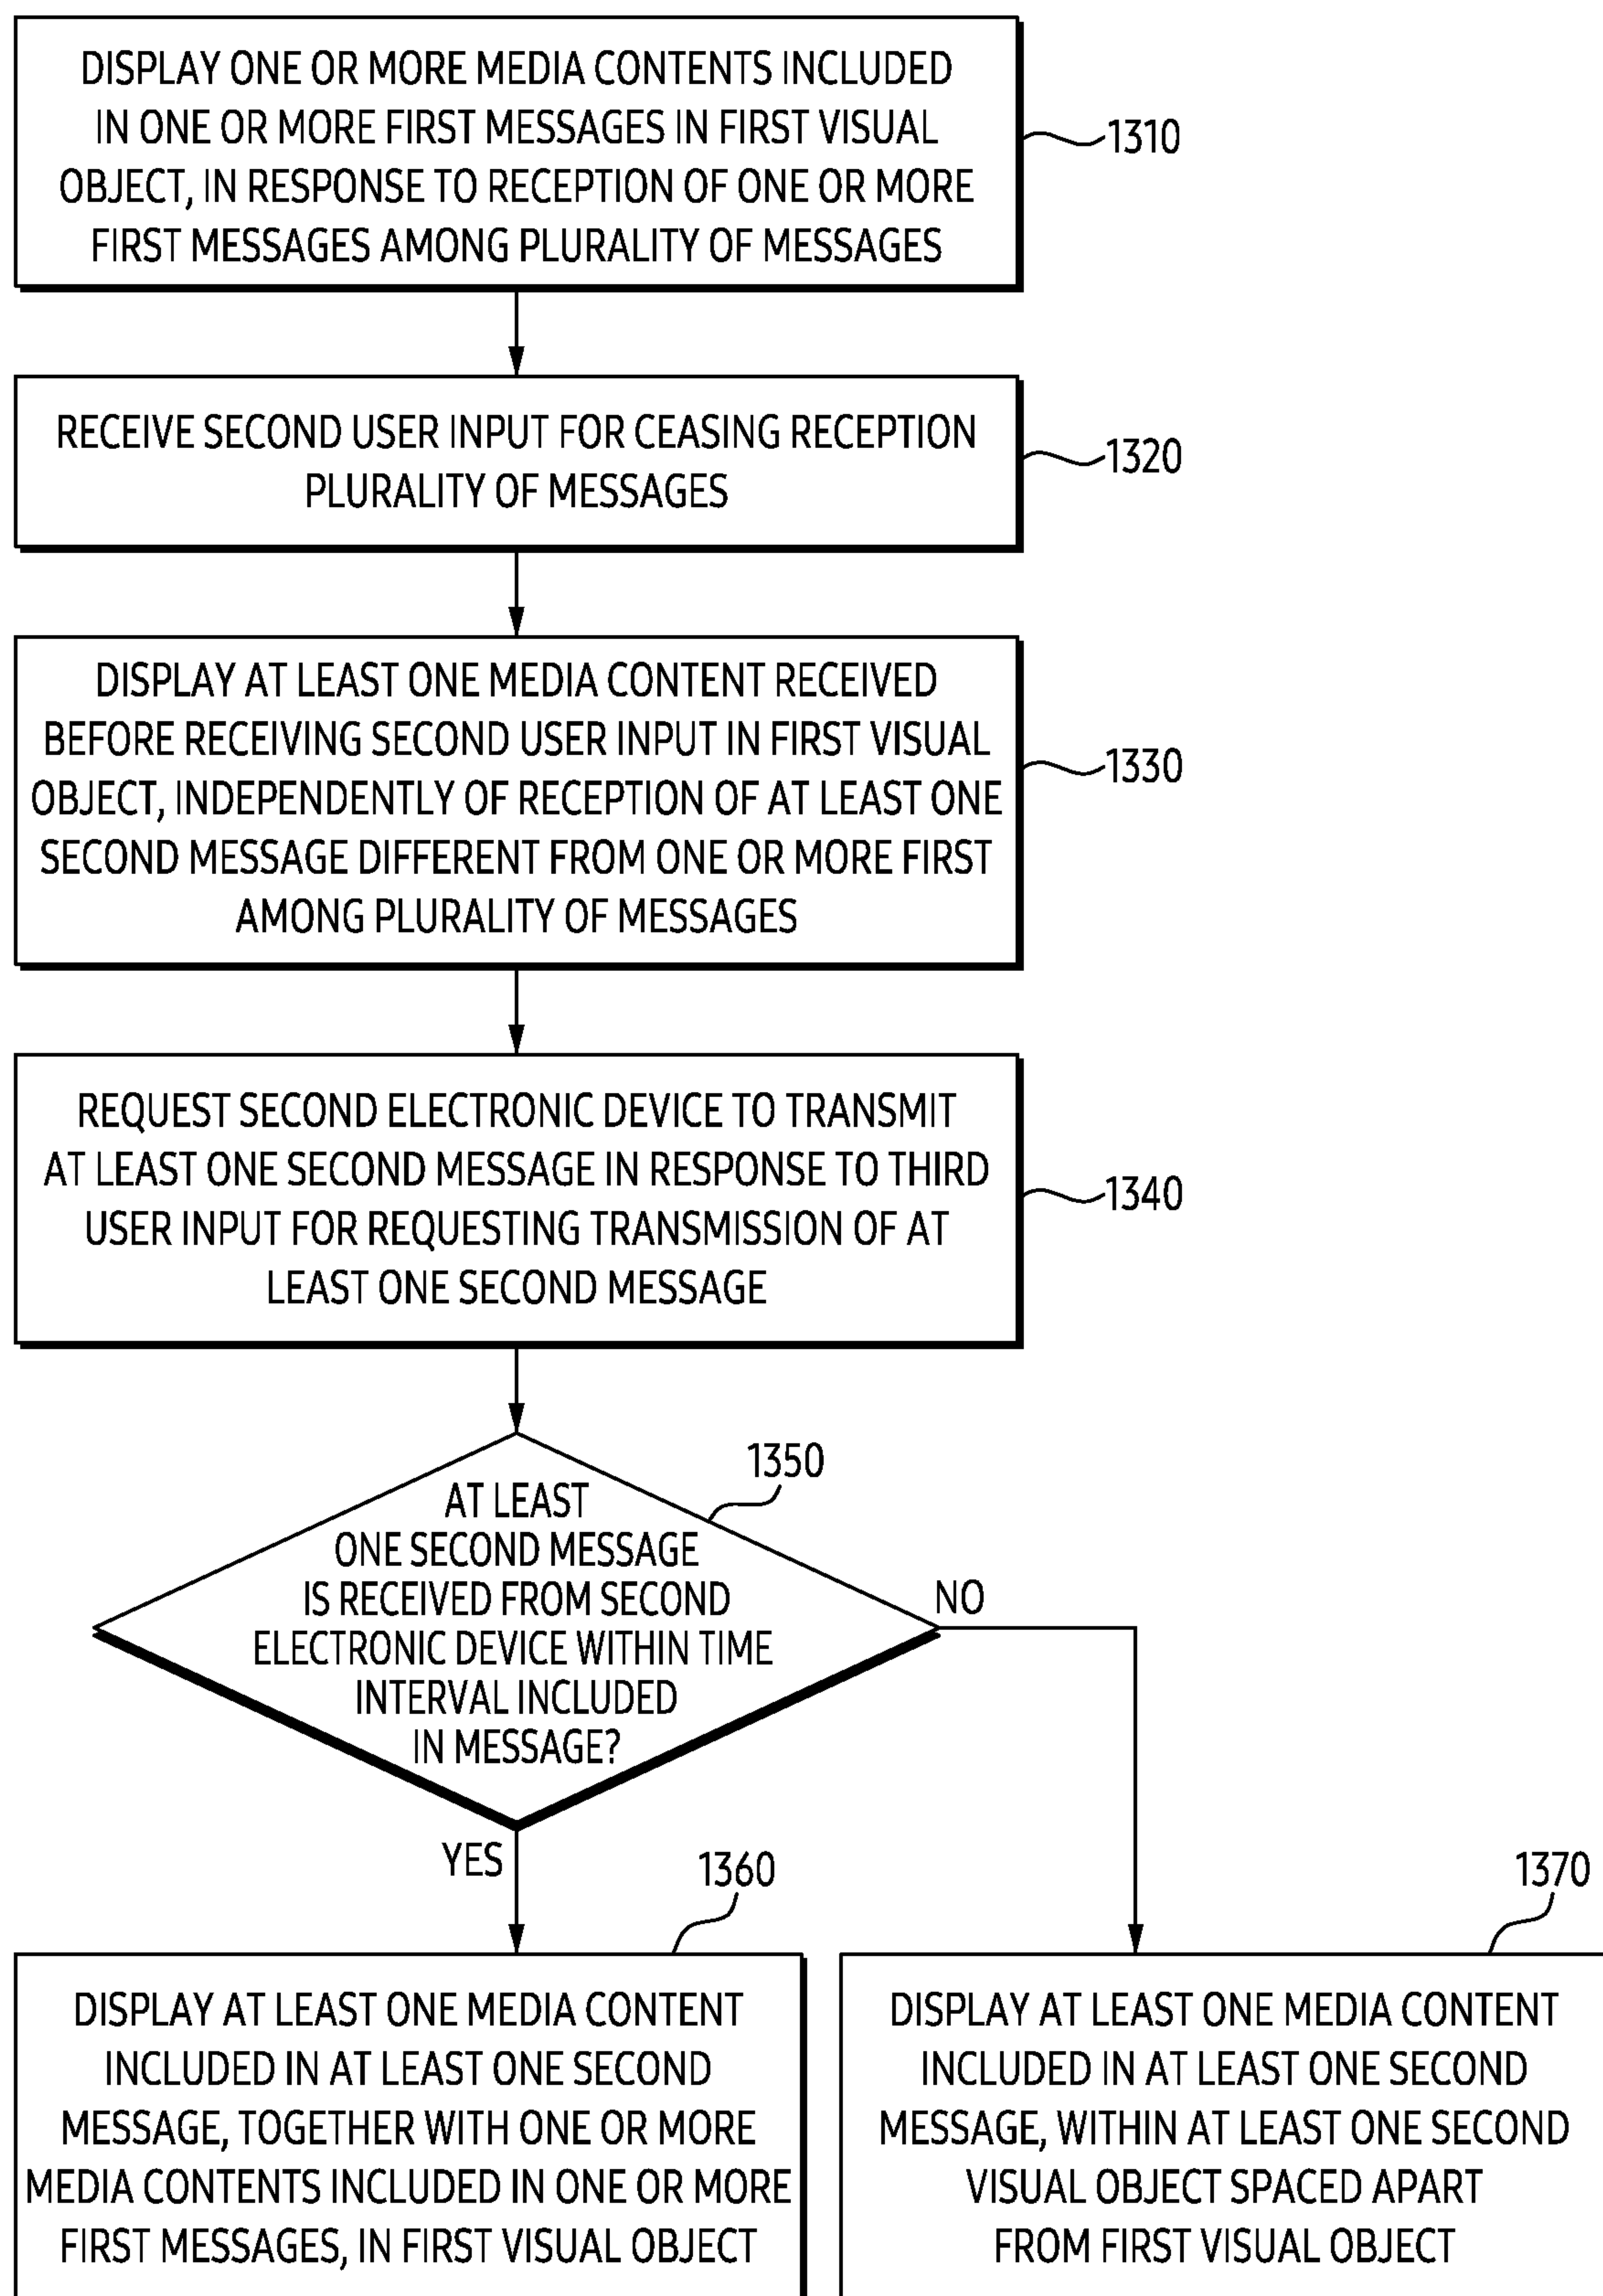 DISPLAY ONE OR MORE MEDIA CONTENTS INCLUDED
IN ONE OR MORE FIRST MESSAGES IN FIRST VISUAL
OBJECT, IN RESPONSE TO RECEPTION OF ONE OR MORE
FIRST MESSAGES AMONG PLURALITY OF MESSAGES
1310
RECEIVE SECOND USER INPUT FOR CEASING RECEPTION
PLURALITY OF MESSAGES
1320
DISPLAY AT LEAST ONE MEDIA CONTENT RECEIVED
BEFORE RECEIVING SECOND USER INPUT IN FIRST VISUAL
OBJECT, INDEPENDENTLY OF RECEPTION OF AT LEAST ONE
SECOND MESSAGE DIFFERENT FROM ONE OR MORE FIRST
AMONG PLURALITY OF MESSAGES
1330
REQUEST SECOND ELECTRONIC DEVICE TO TRANSMIT
AT LEAST ONE SECOND MESSAGE IN RESPONSE TO THIRD
USER INPUT FOR REQUESTING TRANSMISSION OF AT
LEAST ONE SECOND MESSAGE
1340
AT LEAST
ONE SECOND MESSAGE
IS RECEIVED FROM SECOND
ELECTRONIC DEVICE WITHIN TIME
INTERVAL INCLUDED
IN MESSAGE?
1350
NO
YES
1360
DISPLAY AT LEAST ONE MEDIA CONTENT
INCLUDED IN AT LEAST ONE SECOND
MESSAGE, TOGETHER WITH ONE OR MORE
MEDIA CONTENTS INCLUDED IN ONE OR MORE
FIRST MESSAGES, IN FIRST VISUAL OBJECT
1370
DISPLAY AT LEAST ONE MEDIA CONTENT
INCLUDED IN AT LEAST ONE SECOND
MESSAGE, WITHIN AT LEAST ONE SECOND
VISUAL OBJECT SPACED APART
FROM FIRST VISUAL OBJECT